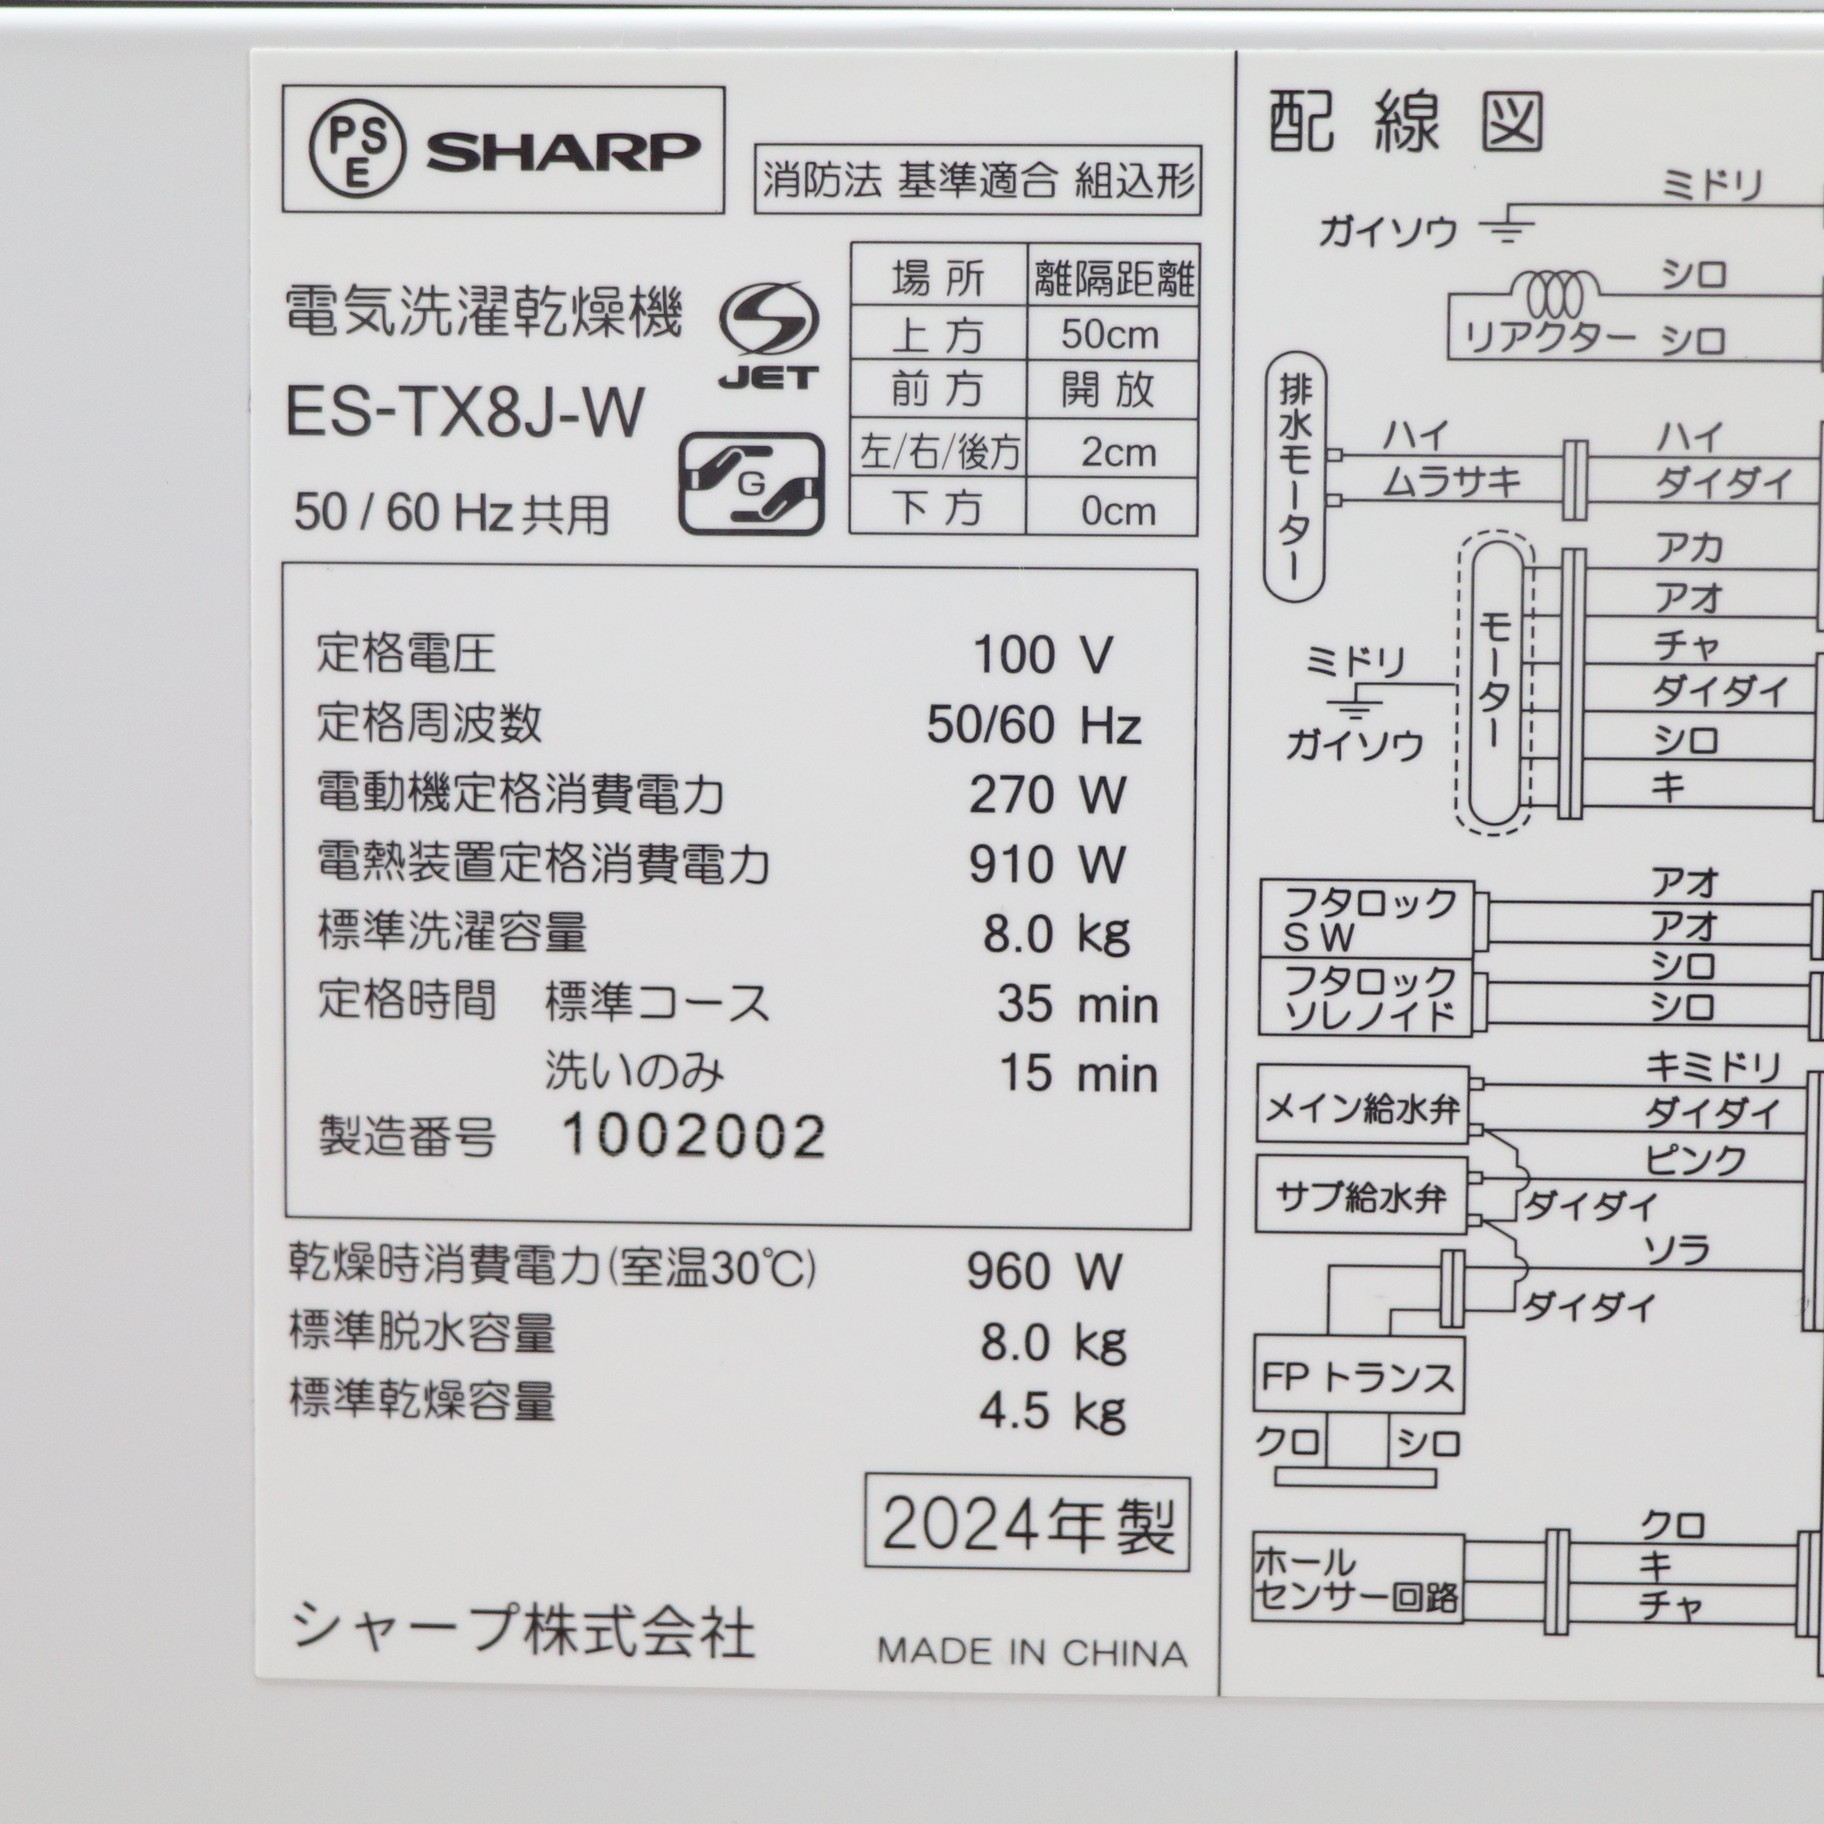 PS
E
SHARP
消防法 基準適合 組込形
電気洗濯乾燥機
ES-TX8J-W
50 / 60 Hz共用
S
JET
G
場所 離隔距離
上方 50cm
前方 開放
左/右/後方 2cm
下方 0cm
定格電圧 100 V
定格周波数 50/60 Hz
電動機定格消費電力 270 W
電熱装置定格消費電力 910 W
標準洗濯容量 8.0 kg
定格時間 標準コース 35 min
洗いのみ 15 min
製造番号 1002002
乾燥時消費電力(室温30℃) 960 W
標準脱水容量 8.0 kg
標準乾燥容量 4.5 kg
2024年製
シャープ株式会社
MADE IN CHINA
配線図
ミドリ
ガイソウ
シロ
リアクター シロ
排水モーター
ハイ ハイ
ムラサキ ダイダイ
アカ
アオ
チャ
ダイダイ
シロ
キ
モーター
ミドリ
ガイソウ
フタロック
SW
アオ
アオ
フタロック
ソレノイド
シロ
シロ
メイン給水弁
キミドリ
ダイダイ
サブ給水弁
ピンク
ダイダイ
ソラ
ダイダイ
FP トランス
クロ シロ
ホール
センサー回路
クロ
キ
チャ